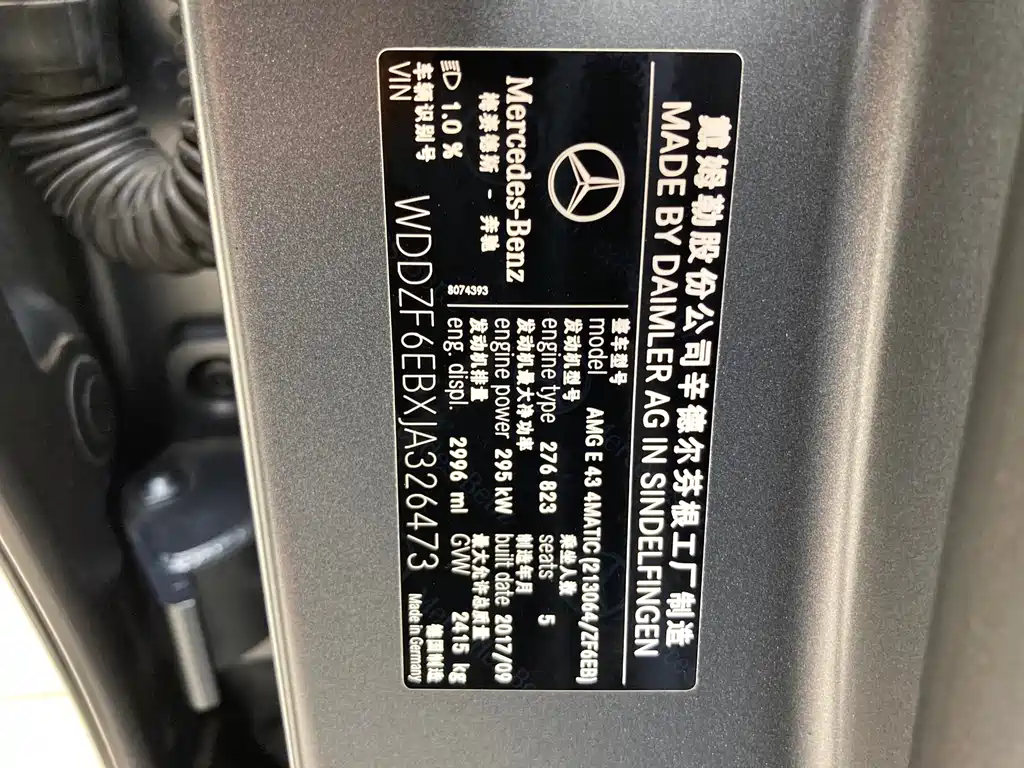 戴姆勒股份公司辛德尔芬根工厂制造
MADE BY DAIMLER AG IN SINDELFINGEN
Mercedes-Benz
梅赛德斯 - 奔驰
8074393
整车型号
model AMG E 43 4MATIC(213064/ZF6EB)
发动机型号 乘坐人数
engine type 276 823 seats 5
发动机最大净功率 制造年月
engine power 295 kW built date 2017/09
发动机排量 最大允许总质量
eng. displ. 2996 ml GVW 2415 kg
1.0 %
车辆识别号 德国制造
VIN WDDZF6EBXJA326473 Made in Germany